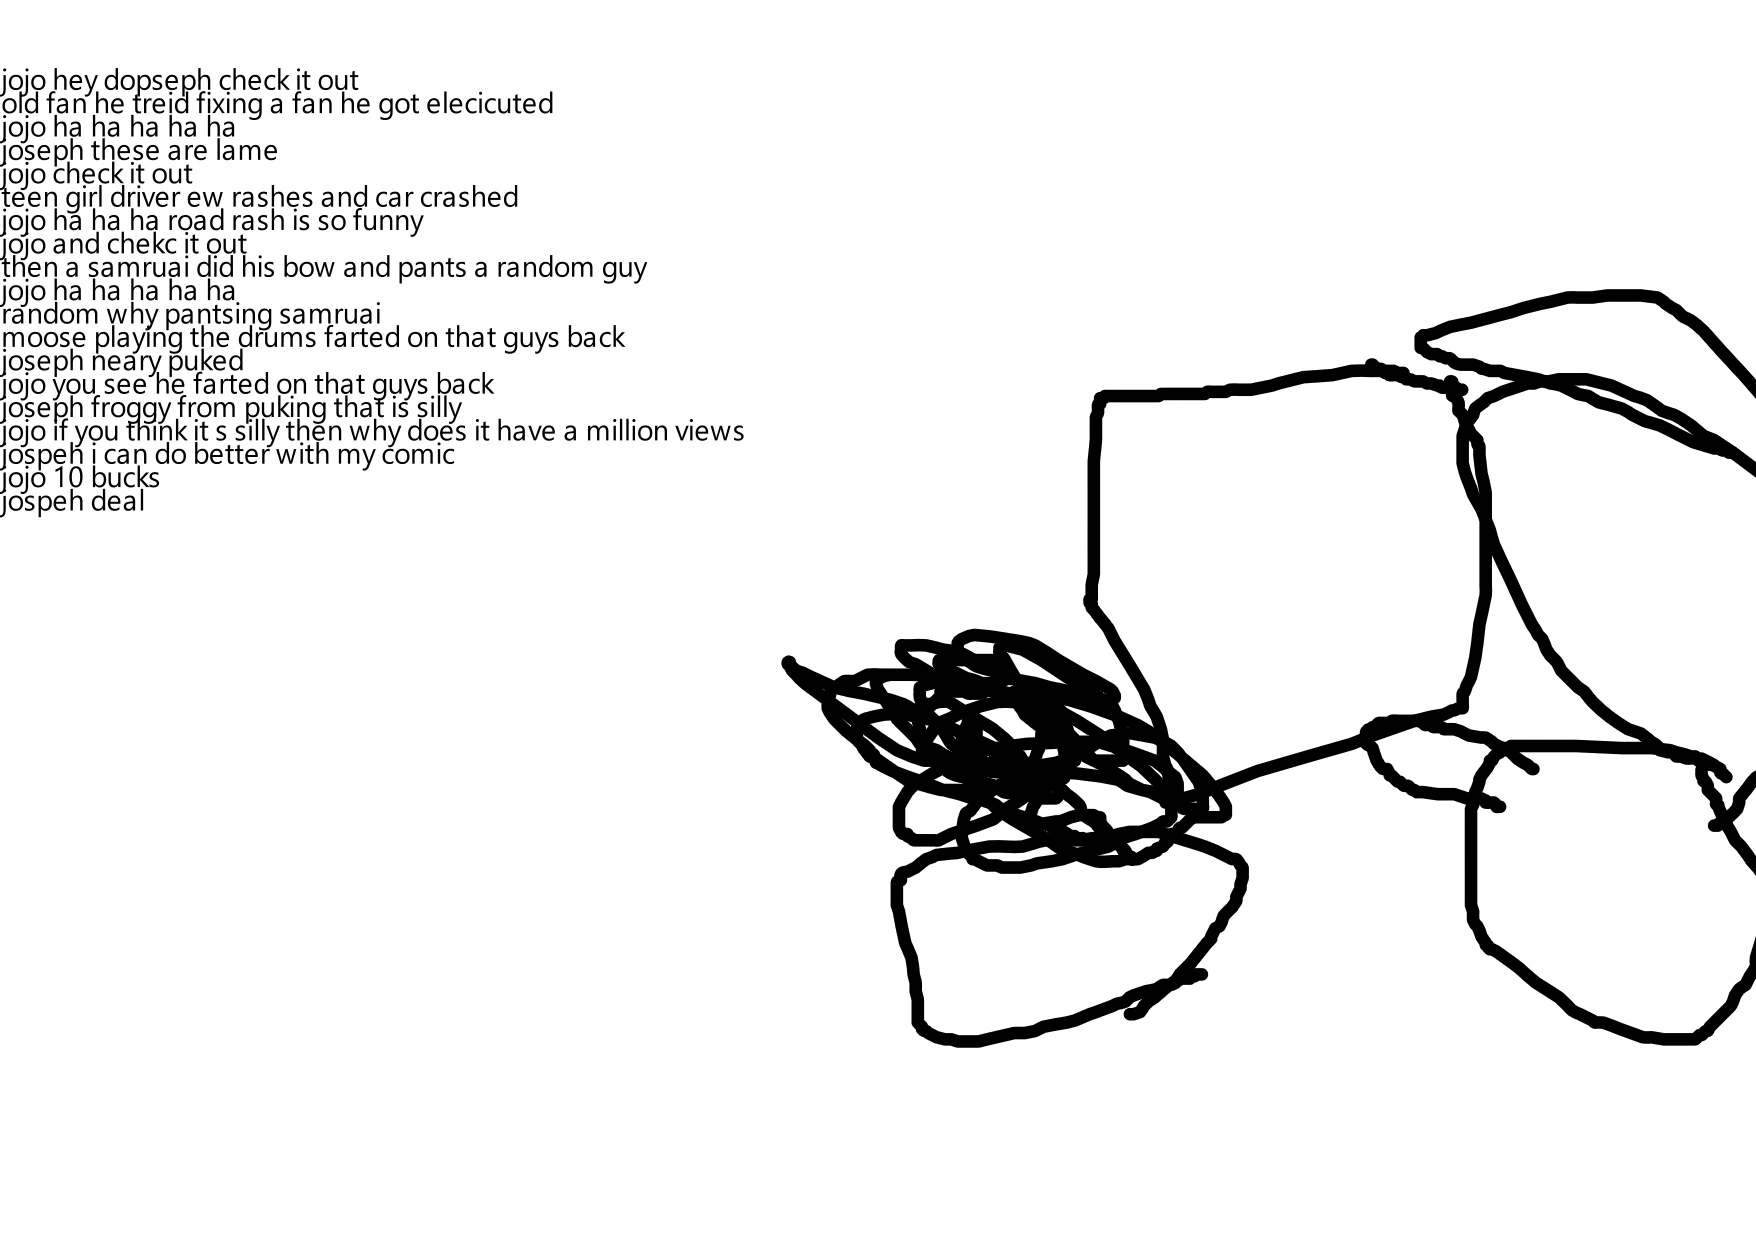 jojo hey dopseph check it out
old fan he treid fixing a fan he got elecicuted
jojo ha ha ha ha ha
joseph these are lame
jojo check it out
teen girl driver ew rashes and car crashed
jojo ha ha ha road rash is so funny
jojo and chekc it out
then a samruai did his bow and pants a random guy
jojo ha ha ha ha ha
random why pantsing samruai
moose playing the drums farted on that guys back
joseph neary puked
jojo you see he farted on that guys back
joseph froggy from puking that is silly
jojo if you think it s silly then why does it have a million views
jospeh i can do better with my comic
jojo 10 bucks
jospeh deal